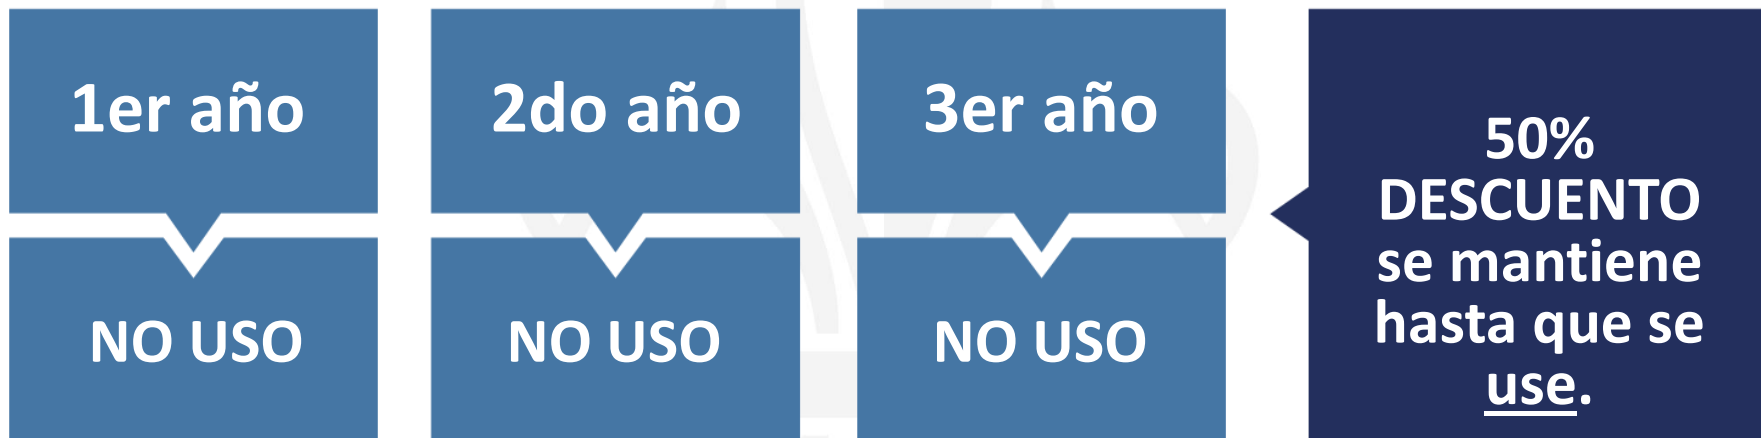 1er año
NO USO
2do año
NO USO
3er año
NO USO
50%
DESCUENTO
se mantiene
hasta que se
use.